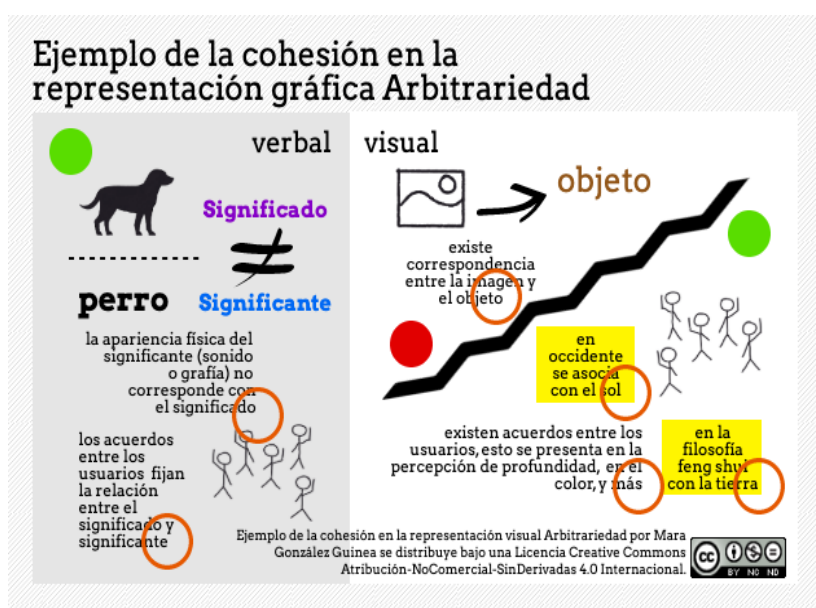 Ejemplo de la cohesión en la
representación gráfica Arbitrariedad
verbal
Significado
perro
Significante
la apariencia física del
significante (sonido
o grafía) no
corresponde con
el significado
los acuerdos
entre los
usuarios fijan
la relación
entre el
significado y
significante
visual
objeto
existe
correspondencia
entre la imagen y
el objeto
en
occidente
se asocia
con el sol
existen acuerdos entre los
usuarios, esto se presenta en la
percepción de profundidad, en el
color, y más
en la
filosofía
feng shui
con la tierra
Ejemplo de la cohesión en la representación visual Arbitrariedad por Mara
González Guinea se distribuye bajo una Licencia Creative Commons
Atribución-NoComercial-SinDerivadas 4.0 Internacional.
cc
BY NC ND